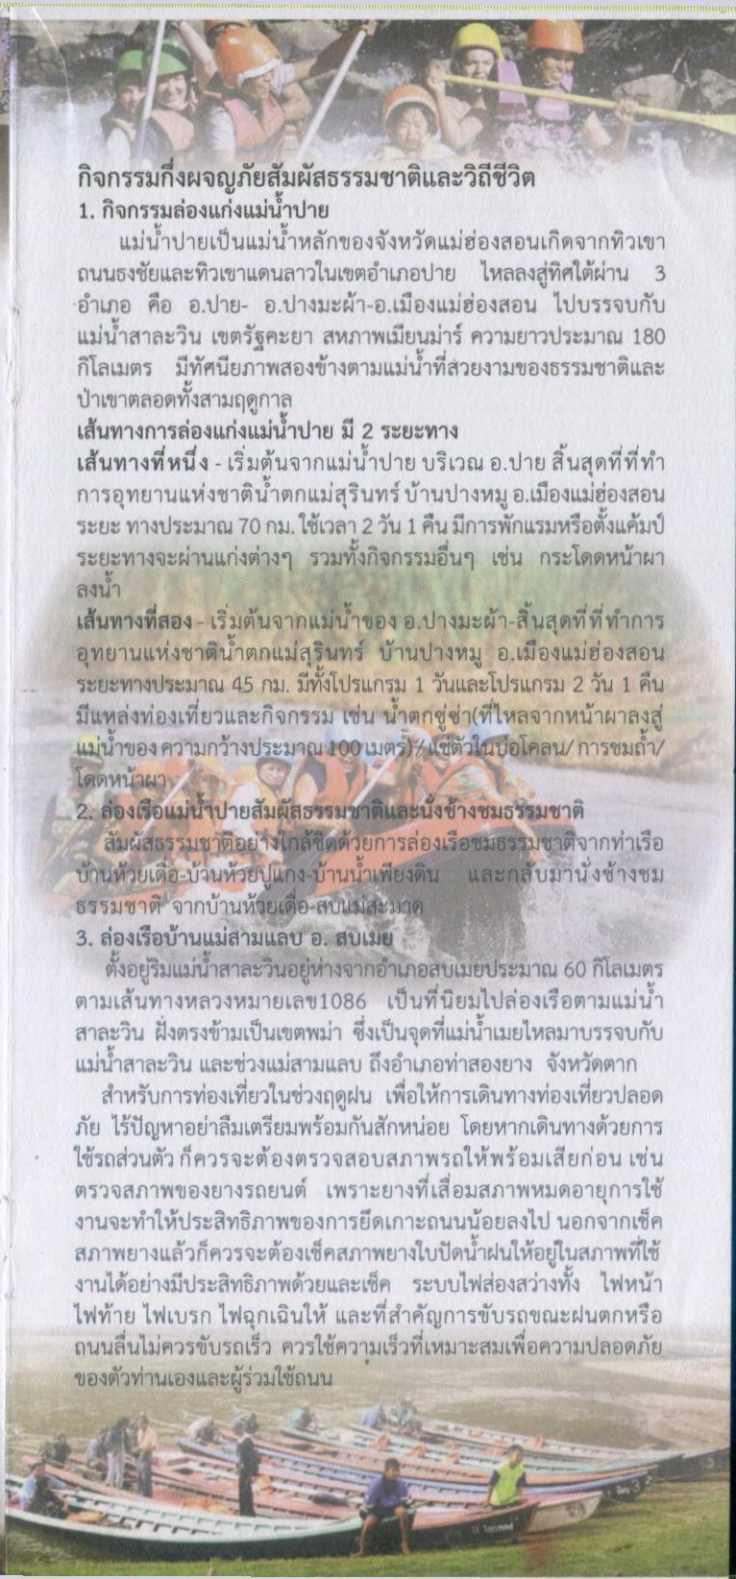 กิจกรรมกึ่งผจญภัยสัมผัสธรรมชาติและวิถีชีวิต
1. กิจกรรมล่องแก่งแม่น้ำปาย
แม่น้ำปายเป็นแม่น้ำหลักของจังหวัดแม่ฮ่องสอนเกิดจากทิวเขา
ถนนธงชัยและทิวเขาแดนลาวในเขตอำเภอปาย ไหลลงสู่ทิศใต้ผ่าน 3
อำเภอ คือ อ.ปาย- อ.ปางมะผ้า-อ.เมืองแม่ฮ่องสอน ไปบรรจบกับ
แม่น้ำสาละวิน เขตรัฐคะยา สหภาพเมียนม่าร์ ความยาวประมาณ 180
กิโลเมตร มีทัศนียภาพสองข้างตามแม่น้ำที่สวยงามของธรรมชาติและ
ป่าเขาตลอดทั้งสามฤดูกาล
เส้นทางการล่องแก่งแม่น้ำปาย มี 2 ระยะทาง
เส้นทางที่หนึ่ง - เริ่มต้นจากแม่น้ำปาย บริเวณ อ.ปาย สิ้นสุดที่ที่ทำ
การอุทยานแห่งชาติน้ำตกแม่สุรินทร์ บ้านปางหมู อ.เมืองแม่ฮ่องสอน
ระยะ ทางประมาณ 70 กม. ใช้เวลา 2 วัน 1 คืน มีการพักแรมหรือตั้งแค้มป์
ระยะทางจะผ่านแก่งต่างๆ รวมทั้งกิจกรรมอื่นๆ เช่น กระโดดหน้าผา
ลงน้ำ
เส้นทางที่สอง - เริ่มต้นจากแม่น้ำของ อ.ปางมะผ้า-สิ้นสุดที่ที่ทำการ
อุทยานแห่งชาติน้ำตกแม่สุรินทร์ บ้านปางหมู อ.เมืองแม่ฮ่องสอน
ระยะทางประมาณ 45 กม. มีทั้งโปรแกรม 1 วันและโปรแกรม 2 วัน 1 คืน
มีแหล่งท่องเที่ยวและกิจกรรม เช่น น้ำตกซู่ซ่า(ที่ไหลจากหน้าผาลงสู่
แม่น้ำของ ความกว้างประมาณ 100 เมตร) / แช่ตัวในบ่อโคลน/ การชมถ้ำ/
โดดหน้าผา
2. ล่องเรือแม่น้ำปายสัมผัสธรรมชาติและนั่งช้างชมธรรมชาติ
สัมผัสธรรมชาติอย่างใกล้ชิดด้วยการล่องเรือชมธรรมชาติจากท่าเรือ
บ้านห้วยเดื่อ-บ้วนห้วยปูแกง-บ้านน้ำเพียงดิน และกลับมานั่งช้างชม
ธรรมชาติ จากบ้านห้วยเดื่อ-สบแม่สะมาด
3. ล่องเรือบ้านแม่สามแลบ อ. สบเมย
ตั้งอยู่ริมแม่น้ำสาละวินอยู่ห่างจากอำเภอสบเมยประมาณ 60 กิโลเมตร
ตามเส้นทางหลวงหมายเลข1086 เป็นที่นิยมไปล่องเรือตามแม่น้ำ
สาละวิน ฝั่งตรงข้ามเป็นเขตพม่า ซึ่งเป็นจุดที่แม่น้ำเมยไหลมาบรรจบกับ
แม่น้ำสาละวิน และช่วงแม่สามแลบ ถึงอำเภอท่าสองยาง จังหวัดตาก
สำหรับการท่องเที่ยวในช่วงฤดูฝน เพื่อให้การเดินทางท่องเที่ยวปลอด
ภัย ไร้ปัญหาอย่าลืมเตรียมพร้อมกันสักหน่อย โดยหากเดินทางด้วยการ
ใช้รถส่วนตัว ก็ควรจะต้องตรวจสอบสภาพรถให้พร้อมเสียก่อน เช่น
ตรวจสภาพของยางรถยนต์ เพราะยางที่เสื่อมสภาพหมดอายุการใช้
งานจะทำให้ประสิทธิภาพของการยึดเกาะถนนน้อยลงไป นอกจากเช็ค
สภาพยางแล้วก็ควรจะต้องเช็คสภาพยางใบปัดน้ำฝนให้อยู่ในสภาพที่ใช้
งานได้อย่างมีประสิทธิภาพด้วยและเช็ค ระบบไฟส่องสว่างทั้ง ไฟหน้า
ไฟท้าย ไฟเบรก ไฟฉุกเฉินให้ และที่สำคัญการขับรถขณะฝนตกหรือ
ถนนลื่นไม่ควรขับรถเร็ว ควรใช้ความเร็วที่เหมาะสมเพื่อความปลอดภัย
ของตัวท่านเองและผู้ร่วมใช้ถนน